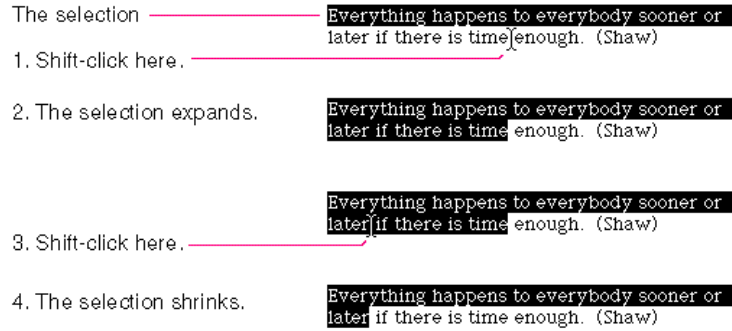 The selection
Everything happens to everybody sooner or
later if there is time enough. (Shaw)
1. Shift-click here.
2. The selection expands.
Everything happens to everybody sooner or
later if there is time enough. (Shaw)
Everything happens to everybody sooner or
later if there is time enough. (Shaw)
3. Shift-click here.
4. The selection shrinks.
Everything happens to everybody sooner or
later if there is time enough. (Shaw)